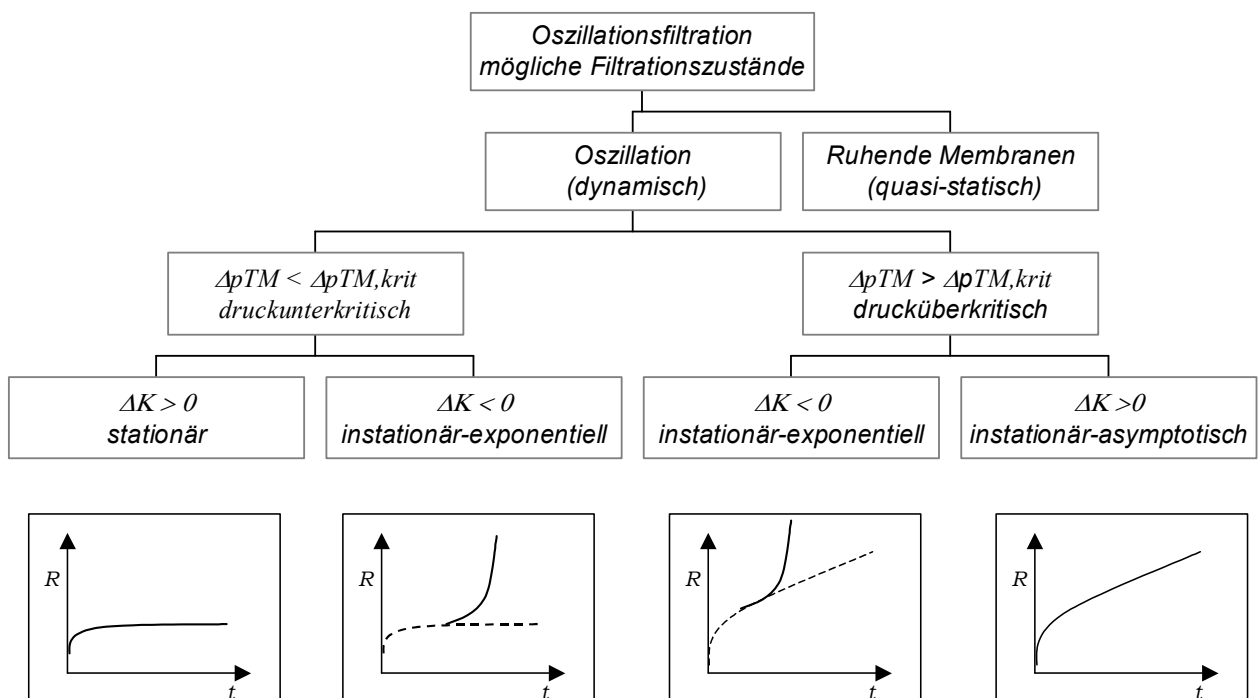 Oszillationsfiltration
mögliche Filtrationszustände
Oszillation
(dynamisch)
Ruhende Membranen
(quasi-statisch)
ΔpTM < ΔpTM,krit
druckunterkritisch
ΔpTM > ΔpTM,krit
drucküberkritisch
ΔK > 0
stationär
ΔK < 0
instationär-exponentiell
ΔK < 0
instationär-exponentiell
ΔK >0
instationär-asymptotisch
R
t
R
t
R
t
R
t